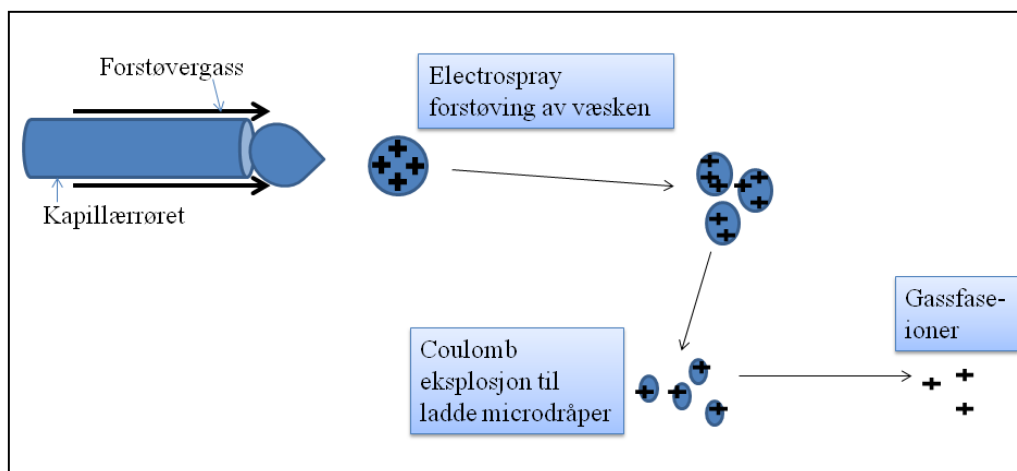 Forstøvergass
Kapillærrøret
Electrospray
forstøving av væsken
Coulomb
eksplosjon til
ladde microdråper
Gassfase-
ioner